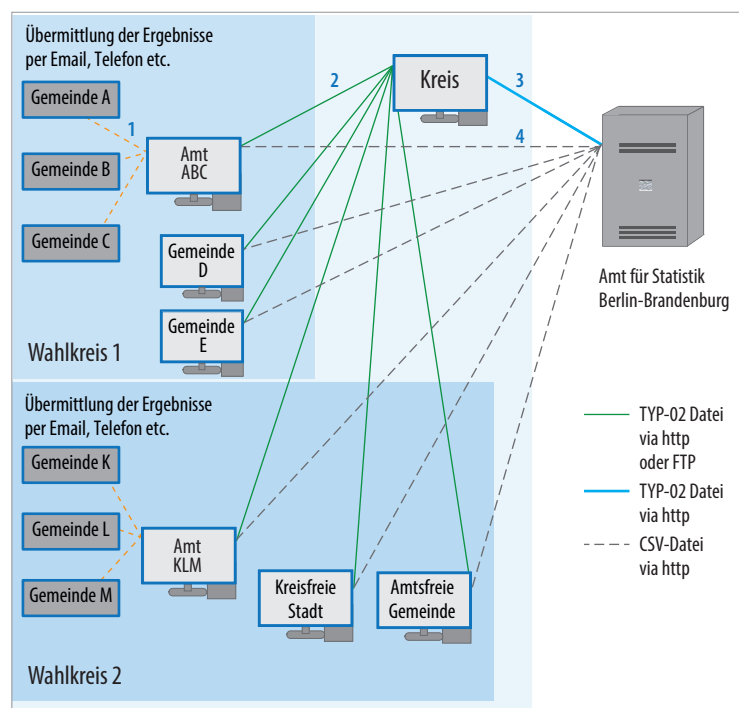 Übermittlung der Ergebnisse
per Email, Telefon etc.
Gemeinde A
Gemeinde B
Gemeinde C
1
Amt
ABC
2
Kreis
3
4
Gemeinde
D
Gemeinde
E
Wahlkreis 1
Amt für Statistik
Berlin-Brandenburg
Übermittlung der Ergebnisse
per Email, Telefon etc.
Gemeinde K
Gemeinde L
Gemeinde M
Amt
KLM
Kreisfreie
Stadt
Amtsfreie
Gemeinde
Wahlkreis 2
TYP-02 Datei
via http
oder FTP
TYP-02 Datei
via http
CSV-Datei
via http